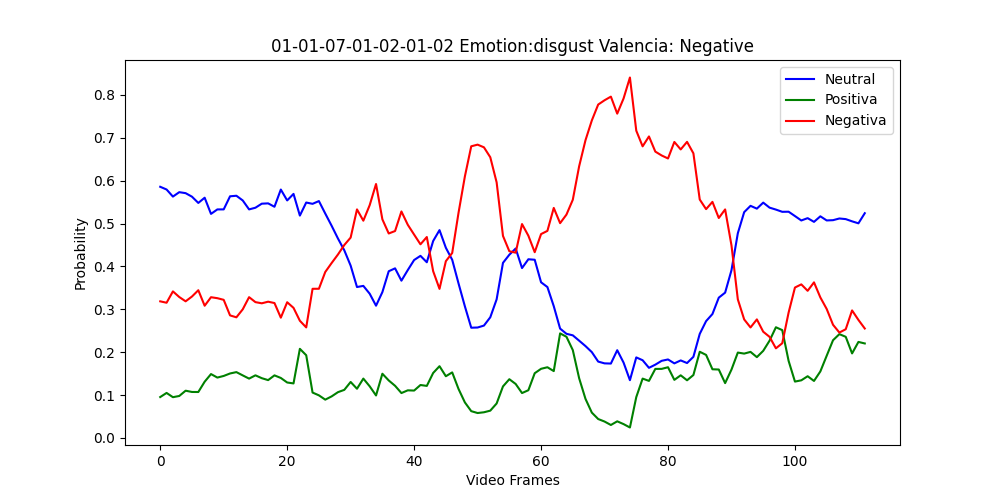 01-01-07-01-02-01-02 Emotion:disgust Valencia: Negative
Neutral
Positiva
Negativa
Probability
0.8
0.7
0.6
0.5
0.4
0.3
0.2
0.1
0.0
0 20 40 60 80 100
Video Frames